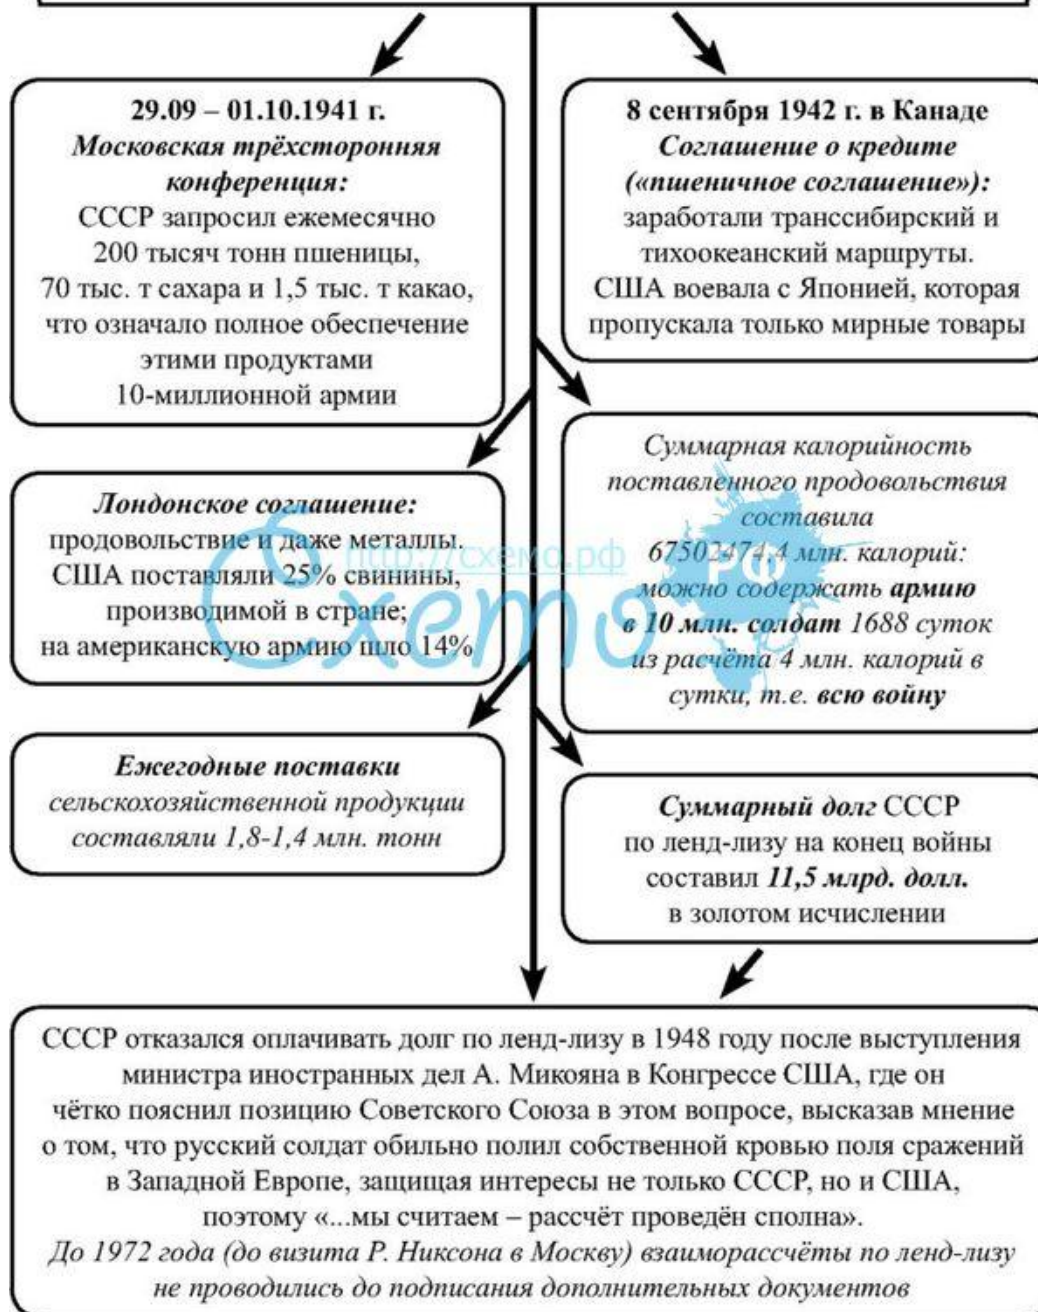 29.09 – 01.10.1941 г.
Московская трёхсторонняя
конференция:
СССР запросил ежемесячно
200 тысяч тонн пшеницы,
70 тыс. т сахара и 1,5 тыс. т какао,
что означало полное обеспечение
этими продуктами
10-миллионной армии
8 сентября 1942 г. в Канаде
Соглашение о кредите
(«пшеничное соглашение»):
заработали транссибирский и
тихоокеанский маршруты.
США воевала с Японией, которая
пропускала только мирные товары
Лондонское соглашение:
продовольствие и даже металлы.
США поставляли 25% свинины,
производимой в стране;
на американскую армию шло 14%
Суммарная калорийность
поставленного продовольствия
составила
67502474,4 млн. калорий:
можно содержать армию
в 10 млн. солдат 1688 суток
из расчёта 4 млн. калорий в
сутки, т.е. всю войну
Ежегодные поставки
сельскохозяйственной продукции
составляли 1,8-1,4 млн. тонн
Суммарный долг СССР
по ленд-лизу на конец войны
составил 11,5 млрд. долл.
в золотом исчислении
СССР отказался оплачивать долг по ленд-лизу в 1948 году после выступления
министра иностранных дел А. Микояна в Конгрессе США, где он
чётко пояснил позицию Советского Союза в этом вопросе, высказав мнение
о том, что русский солдат обильно полил собственной кровью поля сражений
в Западной Европе, защищая интересы не только СССР, но и США,
поэтому «...мы считаем – рассчёт проведён сполна».
До 1972 года (до визита Р. Никсона в Москву) взаиморассчёты по ленд-лизу
не проводились до подписания дополнительных документов
http://схемо.рф
Схемо
РФ